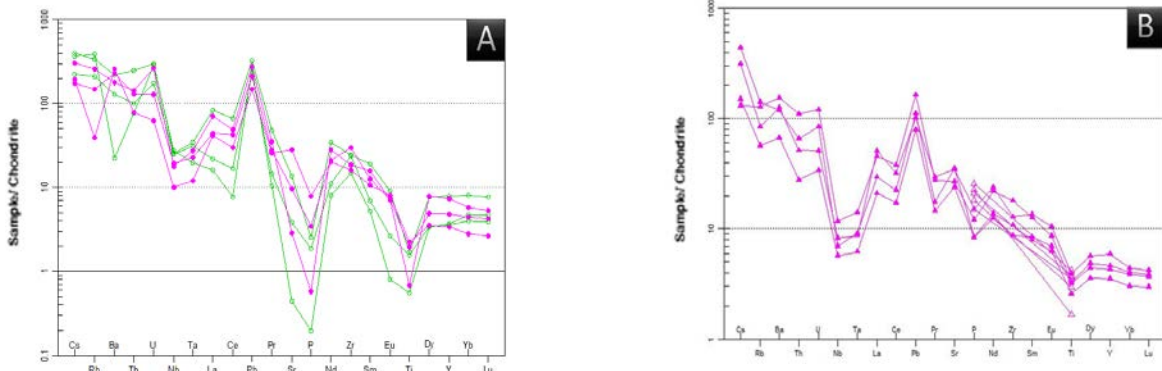 A
1000
100
10
1
0.1
Sample/ Chondrite
Cs Ba U Ta Ce Pr P Zr Eu Dy Yb
Rb Th Nb La Pb Sr Nd Sm Ti Y Lu
B
1000
100
10
1
Sample/ Chondrite
Cs Ba U Ta Ce Pr P Zr Eu Dy Yb
Rb Th Nb La Pb Sr Nd Sm Ti Y Lu